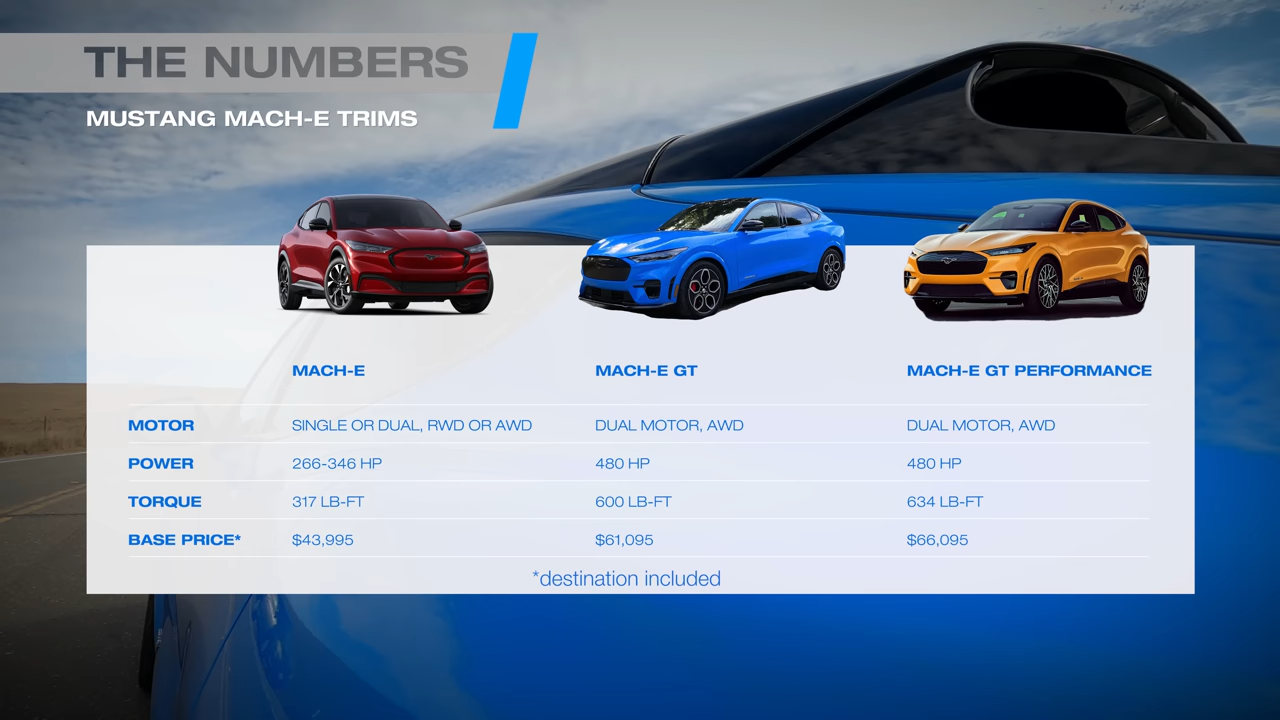 THE NUMBERS
MUSTANG MACH-E TRIMS
MACH-E MACH-E GT MACH-E GT PERFORMANCE
MOTOR SINGLE OR DUAL, RWD OR AWD DUAL MOTOR, AWD DUAL MOTOR, AWD
POWER 266-346 HP 480 HP 480 HP
TORQUE 317 LB-FT 600 LB-FT 634 LB-FT
BASE PRICE* $43,995 $61,095 $66,095
*destination included